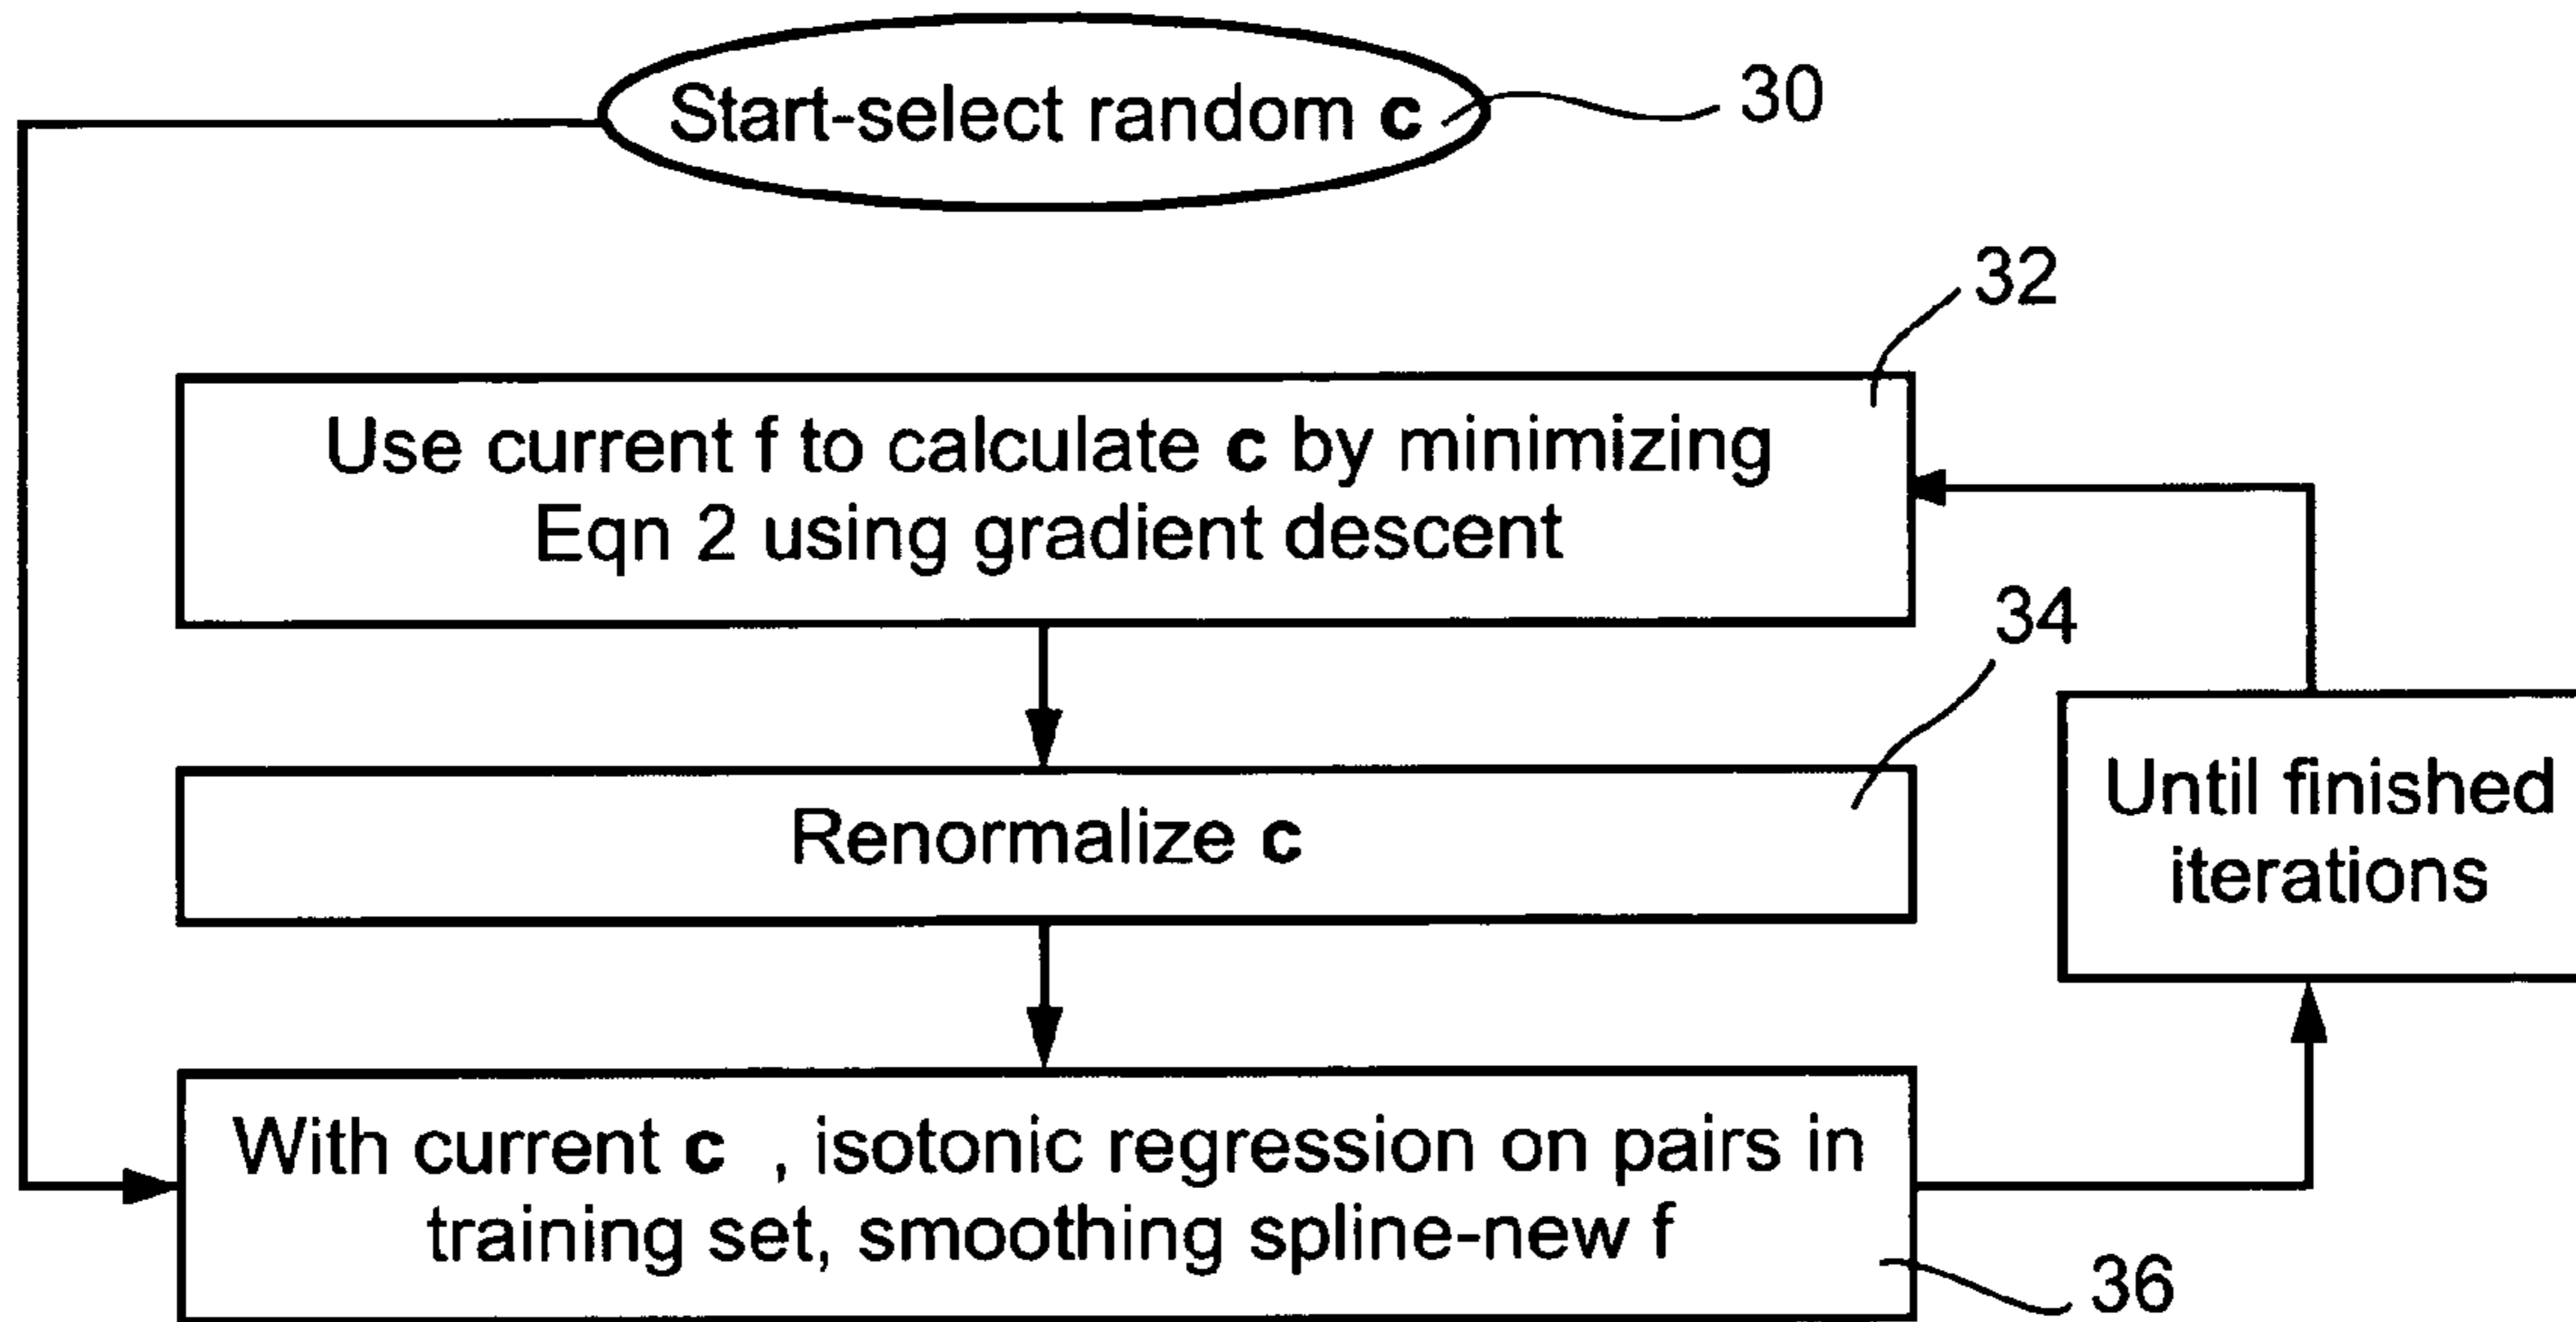 Start-select random c
30
32
Use current f to calculate c by minimizing
Eqn 2 using gradient descent
34
Renormalize c
Until finished
iterations
With current c , isotonic regression on pairs in
training set, smoothing spline-new f
36